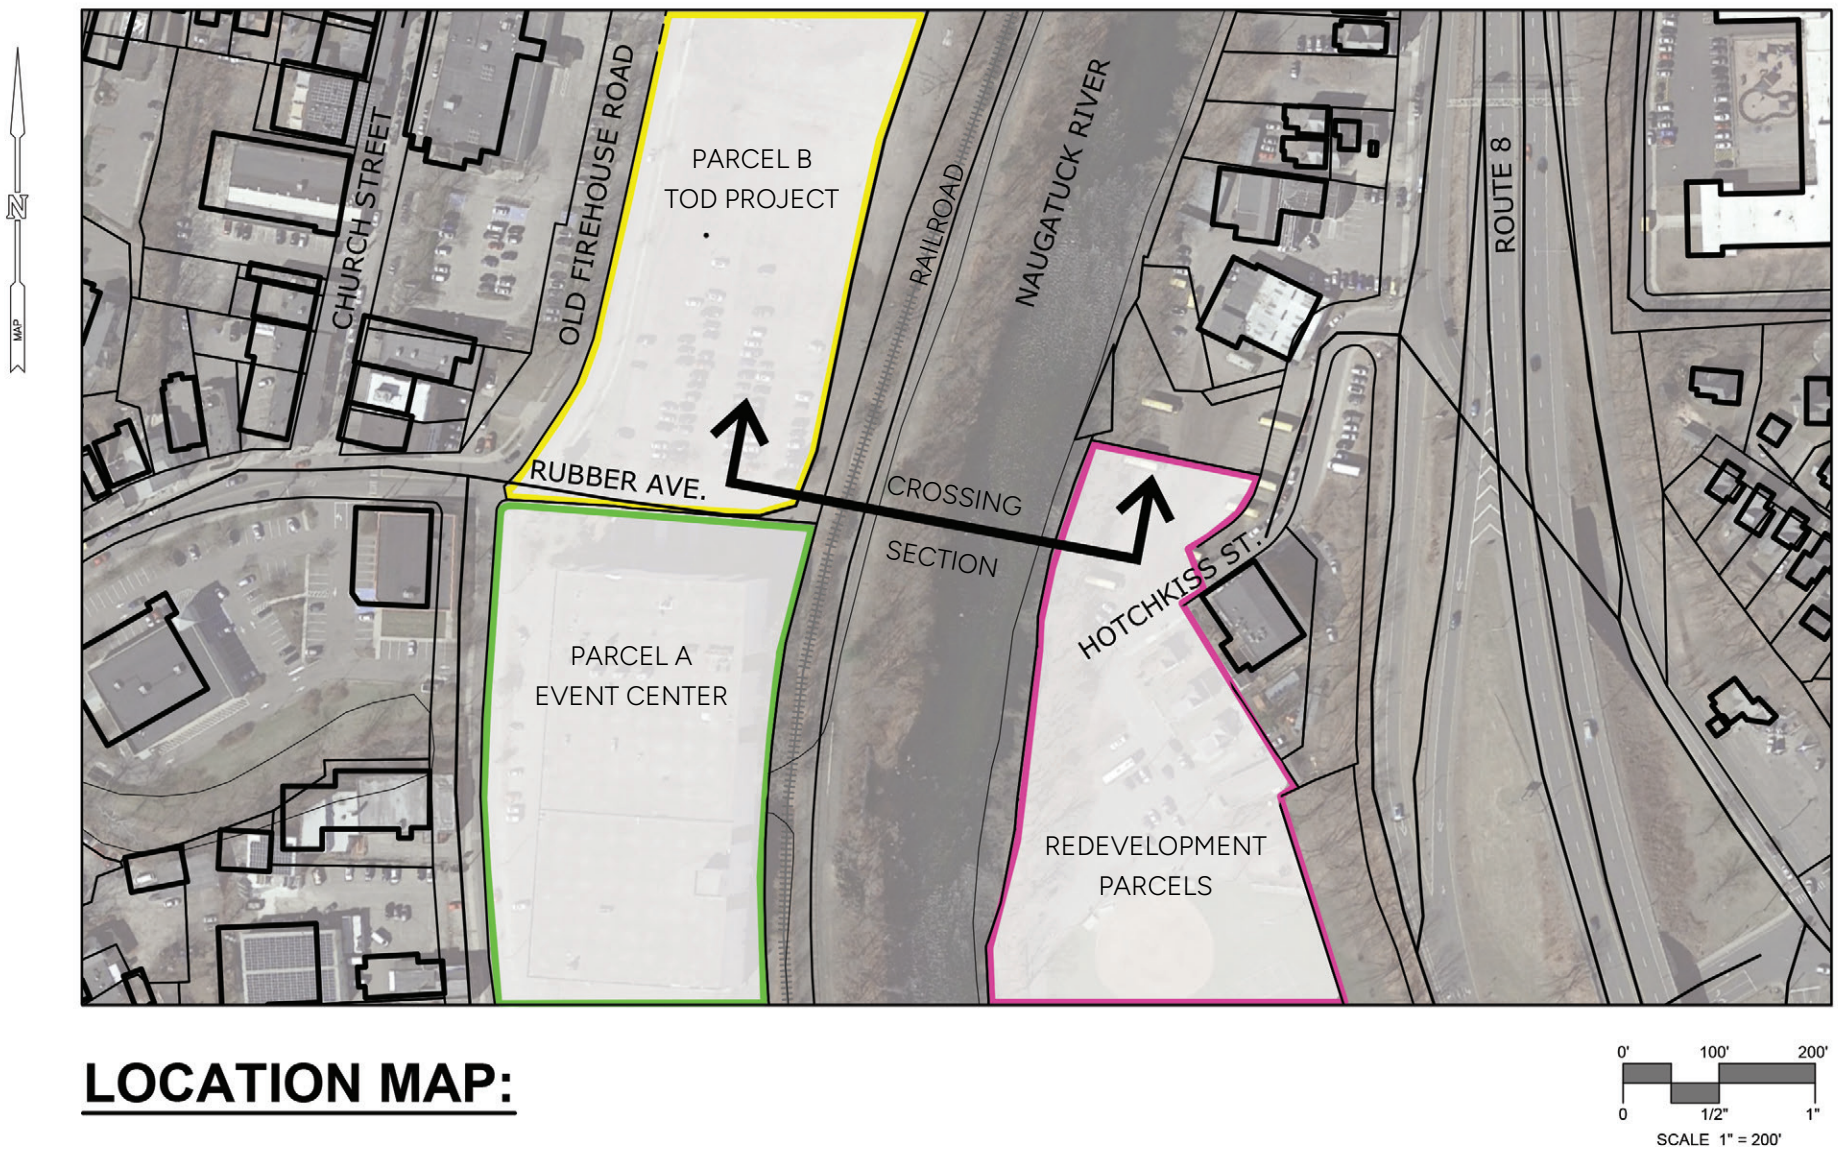 N
MAP
CHURCH STREET
OLD FIREHOUSE ROAD
PARCEL B
TOD PROJECT
RAILROAD
NAUGATUCK RIVER
ROUTE 8
RUBBER AVE.
CROSSING
SECTION
HOTCHKISS ST.
PARCEL A
EVENT CENTER
REDEVELOPMENT
PARCELS
LOCATION MAP:
0' 100' 200'
0 1/2" 1"
SCALE 1" = 200'